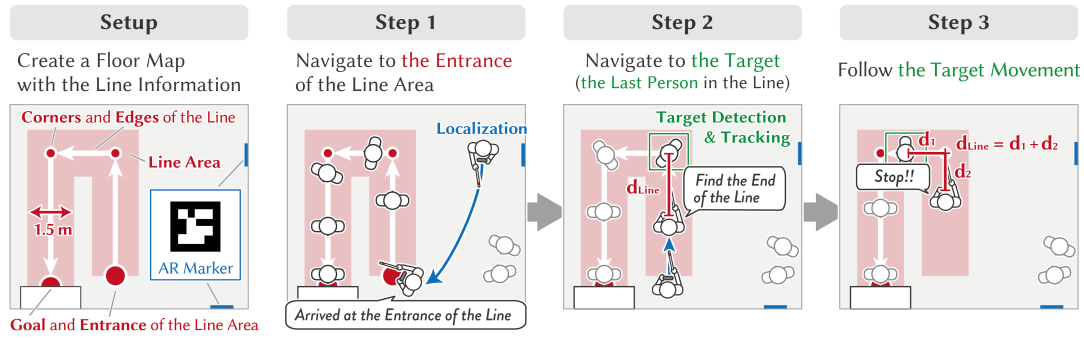 Setup
Create a Floor Map
with the Line Information
Corners and Edges of the Line
Line Area
1.5 m
AR Marker
Goal and Entrance of the Line Area
Step 1
Navigate to the Entrance
of the Line Area
Localization
Arrived at the Entrance of the Line
Step 2
Navigate to the Target
(the Last Person in the Line)
Target Detection
& Tracking
dLine
Find the End
of the Line
Step 3
Follow the Target Movement
d1
dLine = d1 + d2
Stop!!
d2